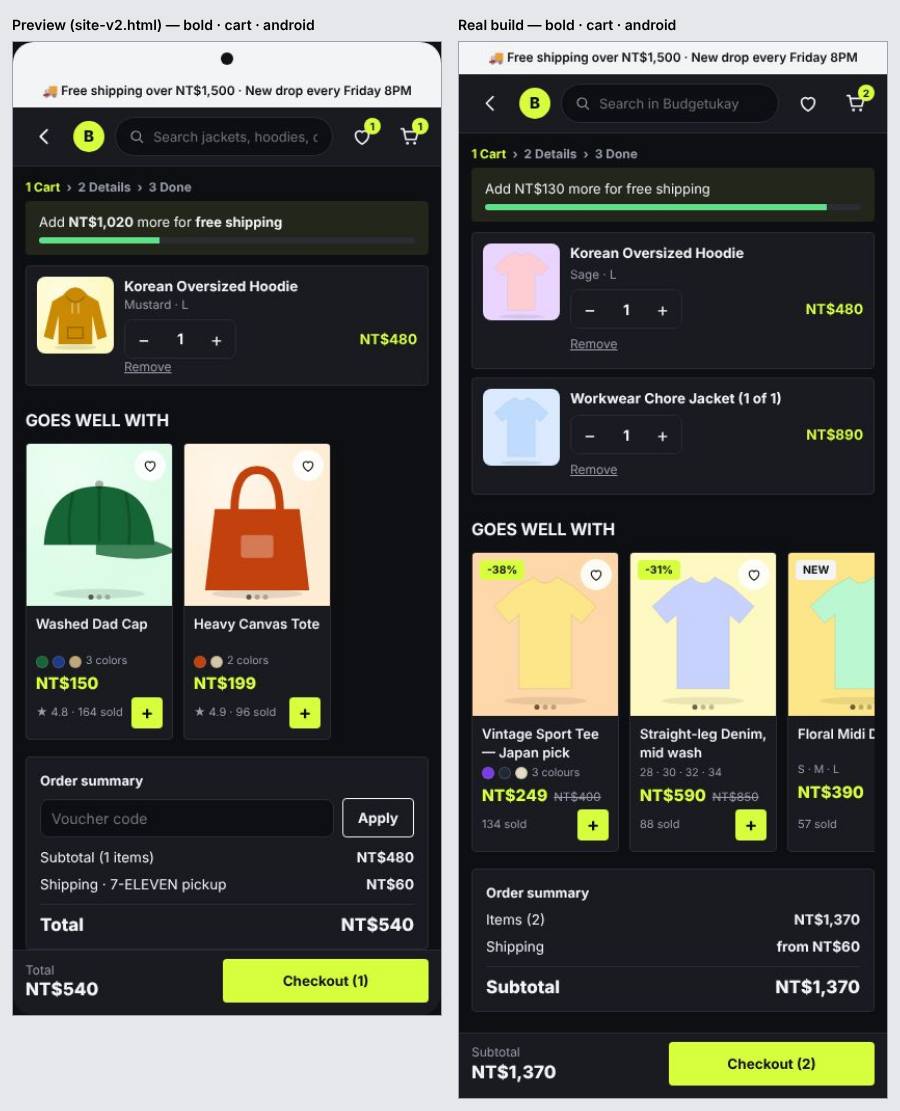 Preview (site-v2.html) — bold · cart · android
🚚 Free shipping over NT$1,500 · New drop every Friday 8PM
B
Search jackets, hoodies, c
1
1
1 Cart › 2 Details › 3 Done
Add NT$1,020 more for free shipping
Korean Oversized Hoodie
Mustard · L
− 1 +
NT$480
Remove
GOES WELL WITH
Washed Dad Cap
3 colors
NT$150
★ 4.8 · 164 sold
+
Heavy Canvas Tote
2 colors
NT$199
★ 4.9 · 96 sold
+
Order summary
Voucher code
Apply
Subtotal (1 items) NT$480
Shipping · 7-ELEVEN pickup NT$60
Total NT$540
Total
NT$540
Checkout (1)
Real build — bold · cart · android
🚚 Free shipping over NT$1,500 · New drop every Friday 8PM
B
Search in Budgetukay
2
1 Cart › 2 Details › 3 Done
Add NT$130 more for free shipping
Korean Oversized Hoodie
Sage · L
− 1 +
NT$480
Remove
Workwear Chore Jacket (1 of 1)
− 1 +
NT$890
Remove
GOES WELL WITH
-38%
Vintage Sport Tee
— Japan pick
3 colours
NT$249 NT$400
134 sold
+
-31%
Straight-leg Denim,
mid wash
28 · 30 · 32 · 34
NT$590 NT$850
88 sold
+
NEW
Floral Midi D
S · M · L
NT$390
57 sold
Order summary
Items (2) NT$1,370
Shipping from NT$60
Subtotal NT$1,370
Subtotal
NT$1,370
Checkout (2)